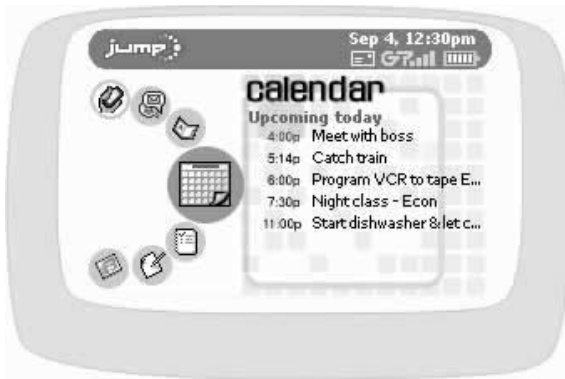 jump
Sep 4, 12:30pm
calendar
Upcoming today
4:00p Meet with boss
5:14p Catch train
6:00p Program VCR to tape E...
7:30p Night class - Econ
11:00p Start dishwasher & let c...